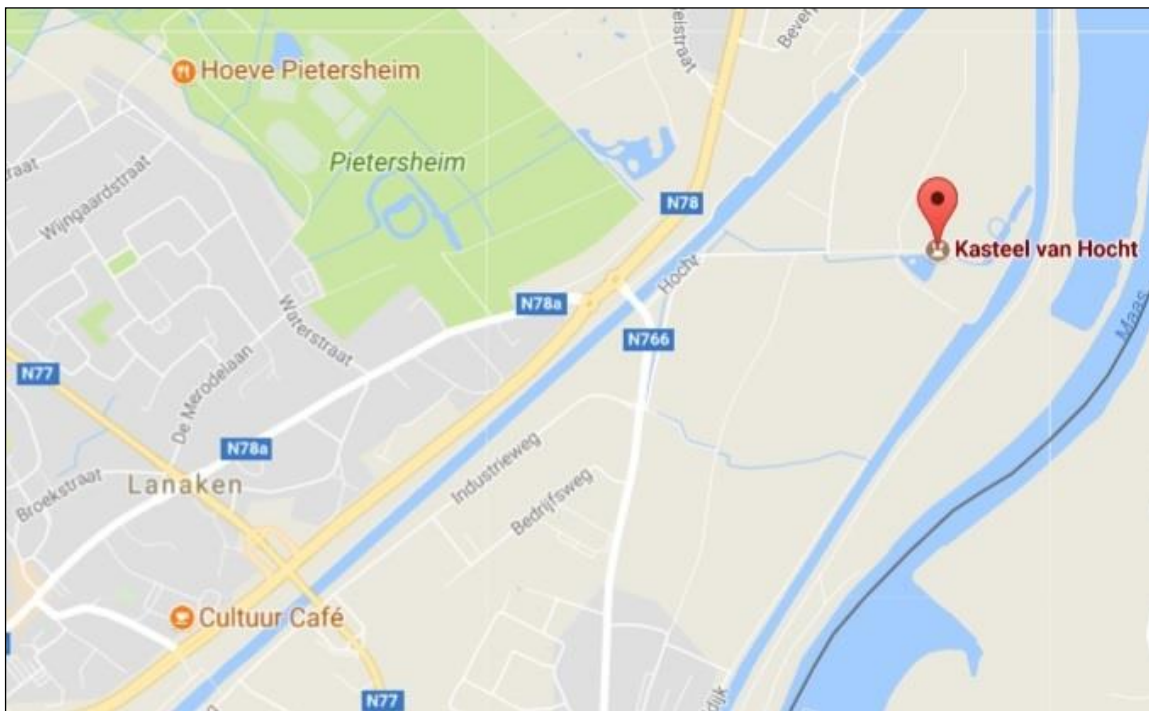 Hoeve Pietersheim
Pietersheim
Wijngaardstraat
Waterstraat
De Merodelaan
Broekstraat
Lanaken
N77
N78a
N78a
N78
N766
Hocht
Kasteel van Hocht
Maas
Industrieweg
Bedrijfsweg
Cultuur Café
N77